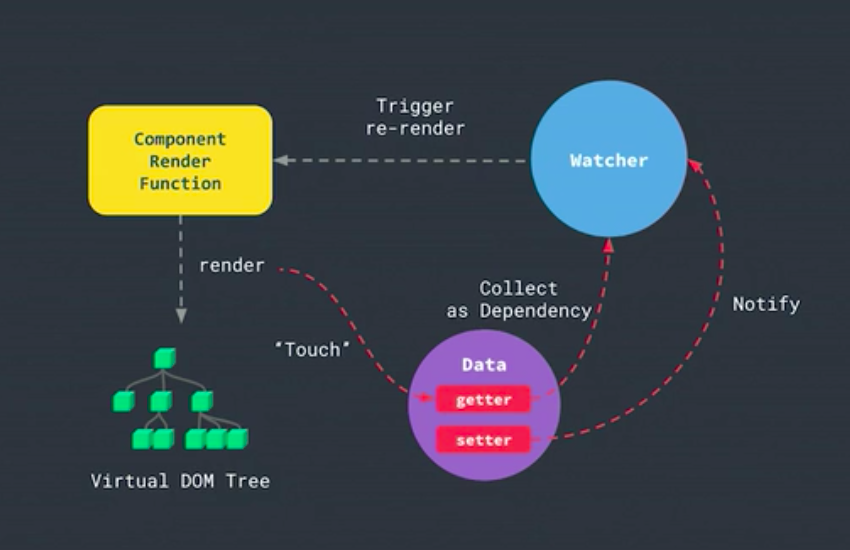 Trigger
re-render
Component
Render
Function
Watcher
render
Collect
as Dependency
Notify
“Touch”
Data
getter
setter
Virtual DOM Tree